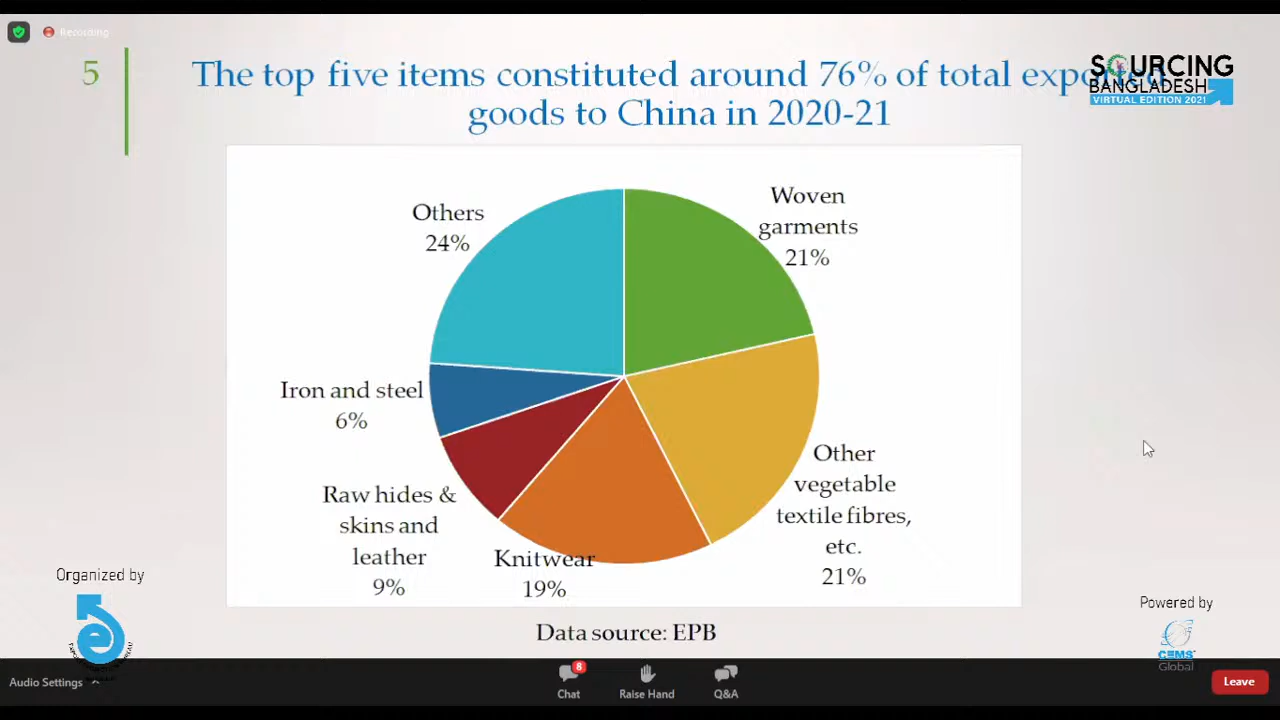 Recording
5
The top five items constituted around 76% of total
goods to China in 2020-21
SOURCING
BANGLADESH
VIRTUAL EDITION 2021
Others
24%
Woven
garments
21%
Iron and steel
6%
Other
vegetable
textile fibres,
etc.
21%
Raw hides &
skins and
leather
9%
Knitwear
19%
Organized by
Data source: EPB
Powered by
CEMS
Global
Audio Settings
8
Chat
Raise Hand
Q&A
Leave